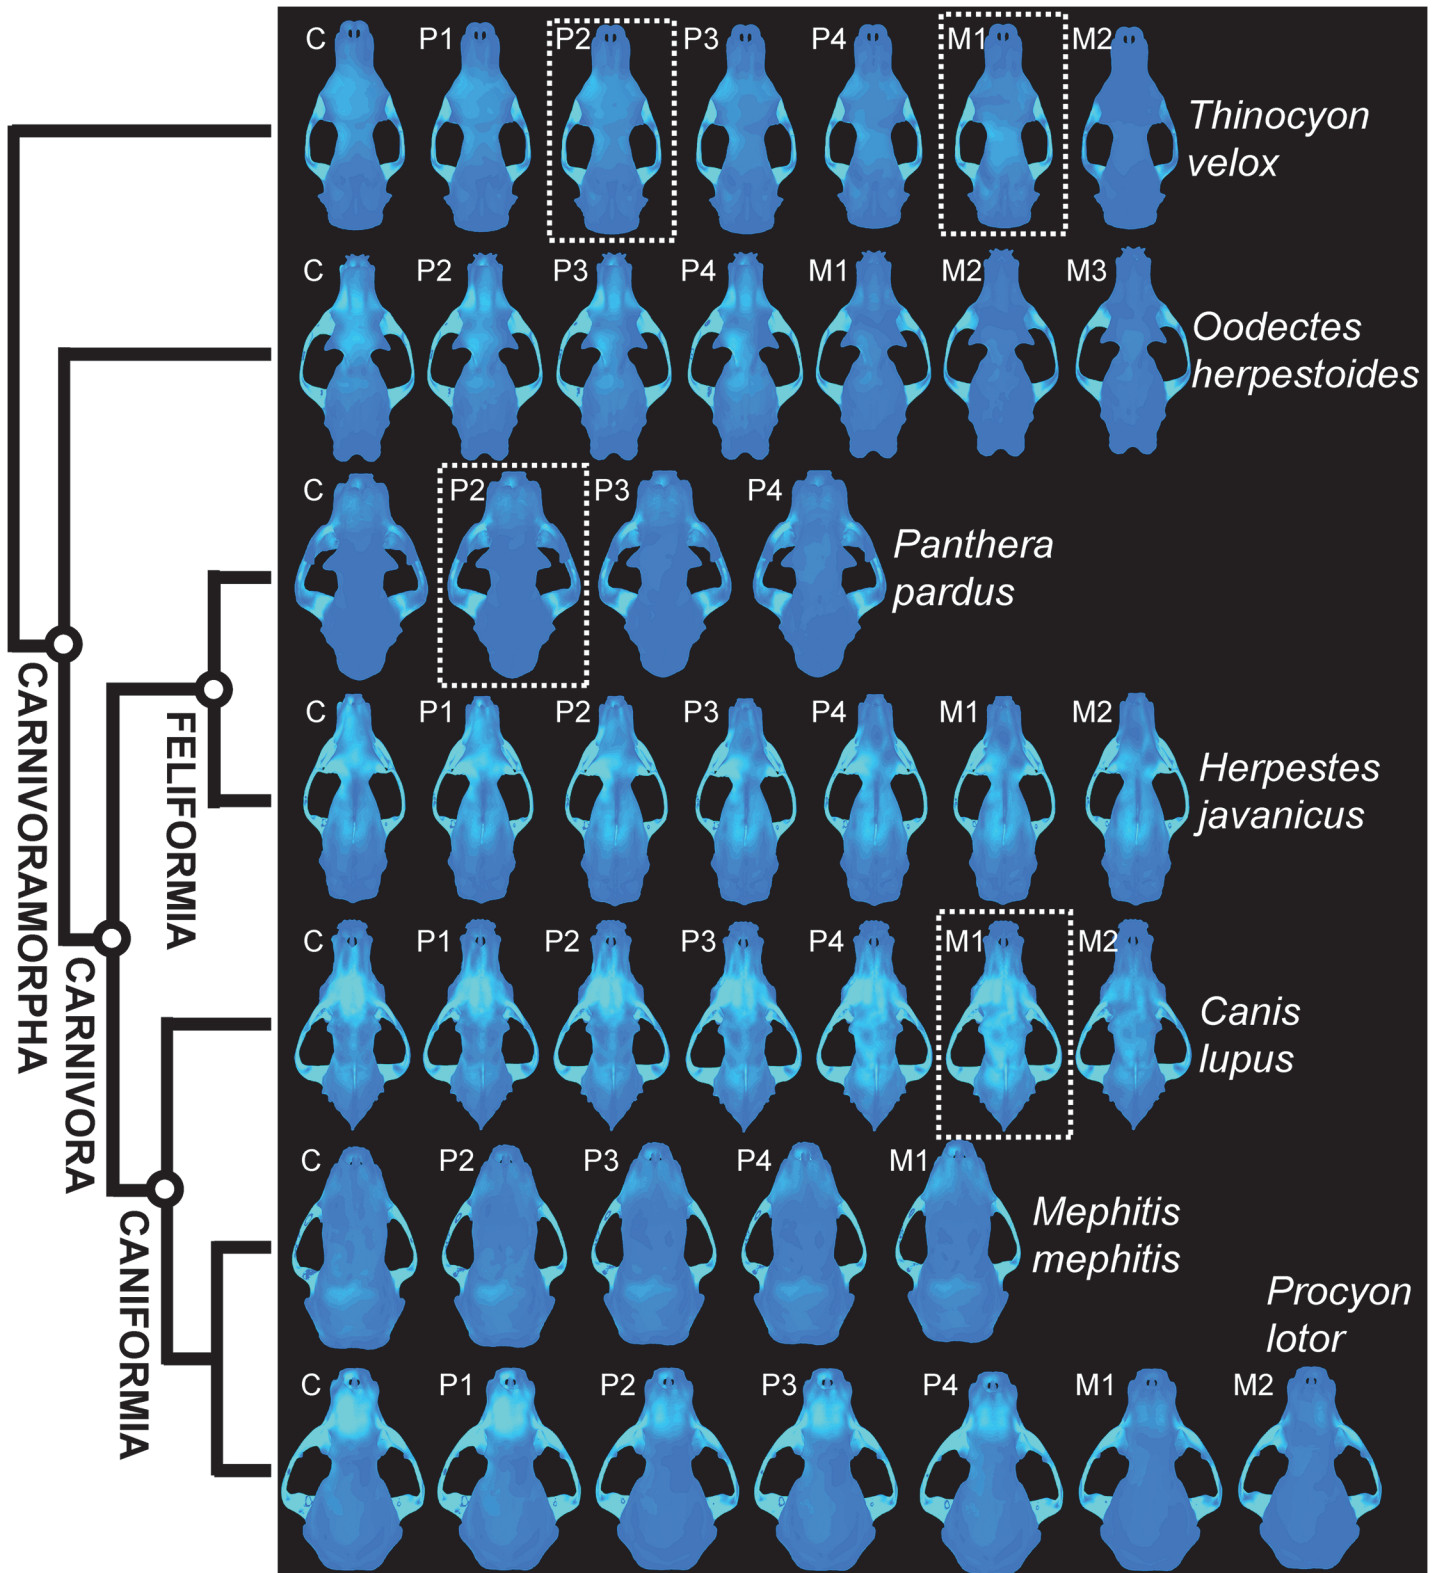 C P1 P2 P3 P4 M1 M2
Thinocyon
velox
C P2 P3 P4 M1 M2 M3
Oodectes
herpestoides
C P2 P3 P4
Panthera
pardus
C P1 P2 P3 P4 M1 M2
Herpestes
javanicus
C P1 P2 P3 P4 M1 M2
Canis
lupus
C P2 P3 P4 M1
Mephitis
mephitis
Procyon
lotor
C P1 P2 P3 P4 M1 M2
CARNIVORAMORPHA
CARNIVORA
FELIFORMIA
CANIFORMIA